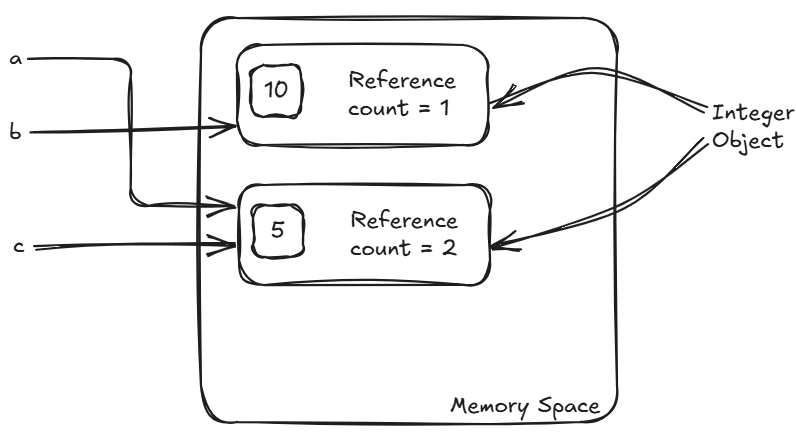 a
b
c
10
Reference
count = 1
5
Reference
count = 2
Integer
Object
Memory Space